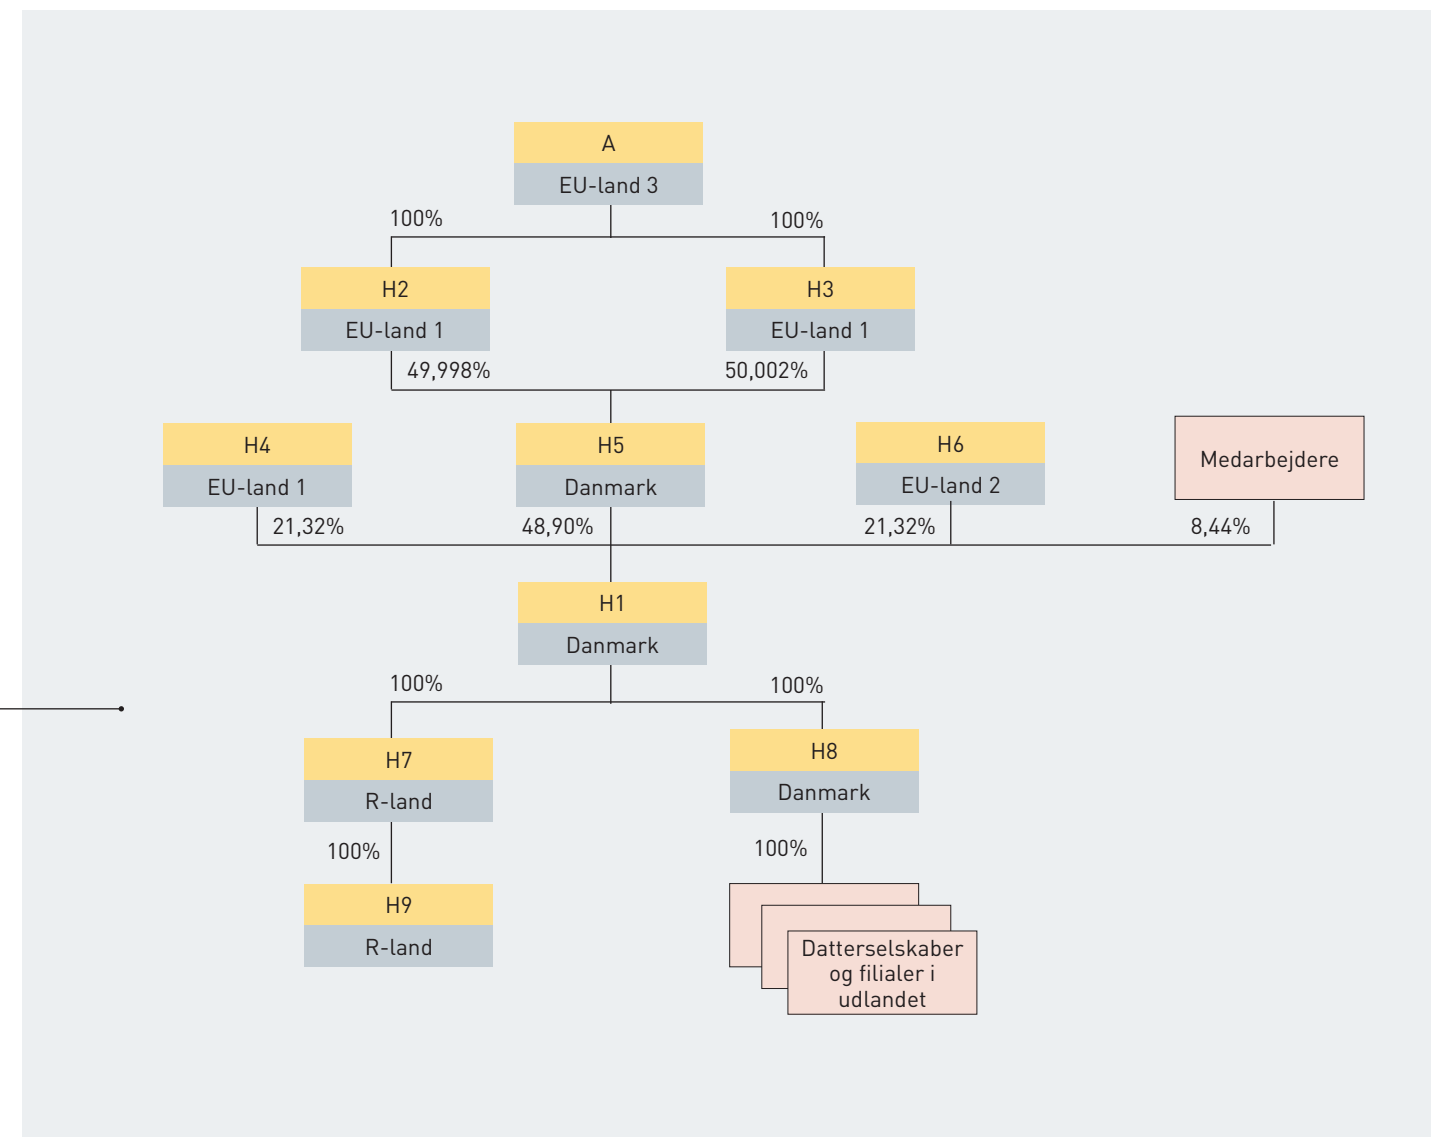 A
EU-land 3
100%
100%
H2
EU-land 1
H3
EU-land 1
49,998%
50,002%
H4
EU-land 1
H5
Danmark
H6
EU-land 2
Medarbejdere
21,32%
48,90%
21,32%
8,44%
H1
Danmark
100%
100%
H7
R-land
H8
Danmark
100%
100%
H9
R-land
Datterselskaber
og filialer i
udlandet